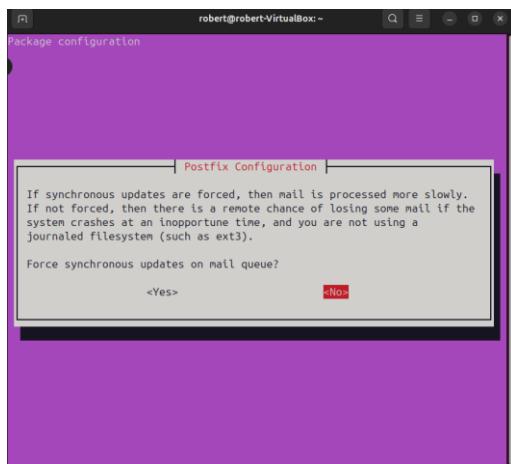 robert@robert-VirtualBox: ~
Package configuration
Postfix Configuration
If synchronous updates are forced, then mail is processed more slowly.
If not forced, then there is a remote chance of losing some mail if the
system crashes at an inopportune time, and you are not using a
journaled filesystem (such as ext3).
Force synchronous updates on mail queue?
<Yes> <No>